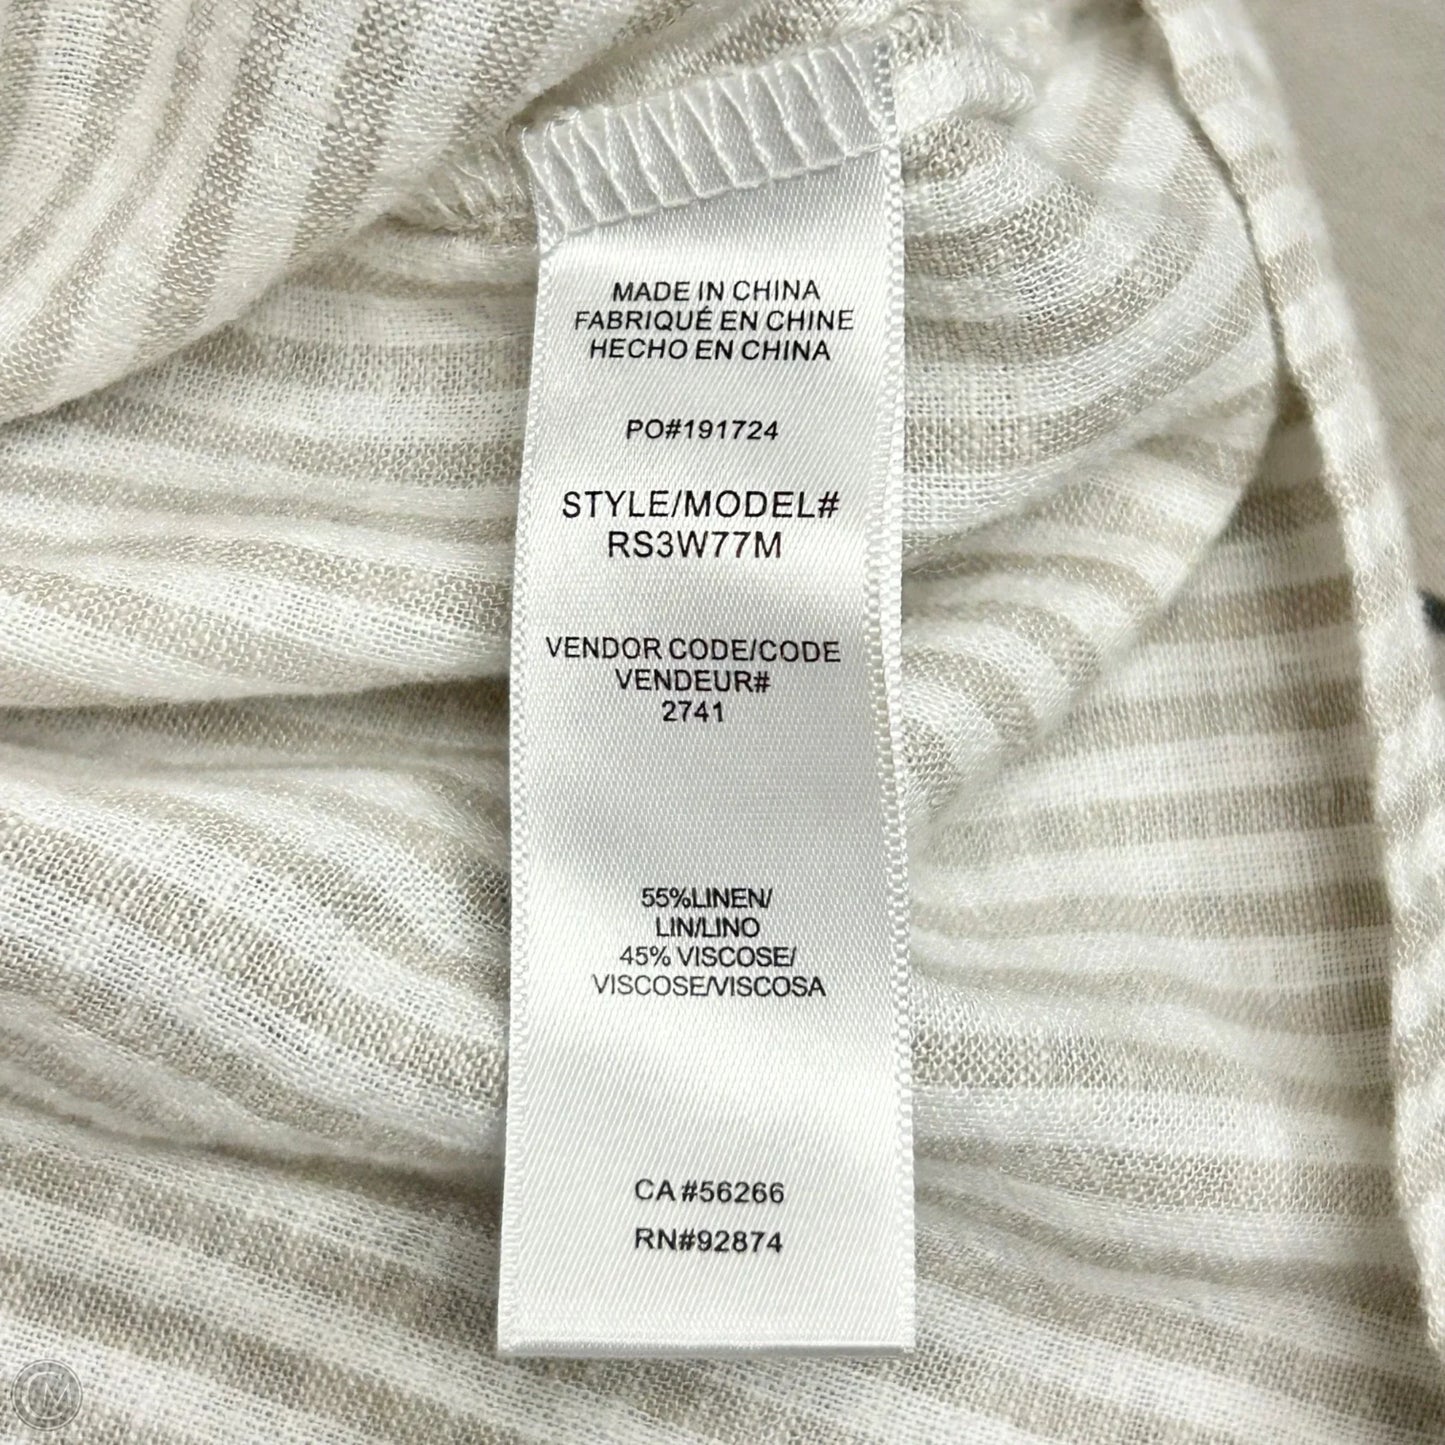 MADE IN CHINA
FABRIQUÉ EN CHINE
HECHO EN CHINA
PO#191724
STYLE/MODEL#
RS3W77M
VENDOR CODE/CODE
VENDEUR#
2741
55%LINEN/
LIN/LINO
45% VISCOSE/
VISCOSE/VISCOSA
CA#56266
RN#92874
CM